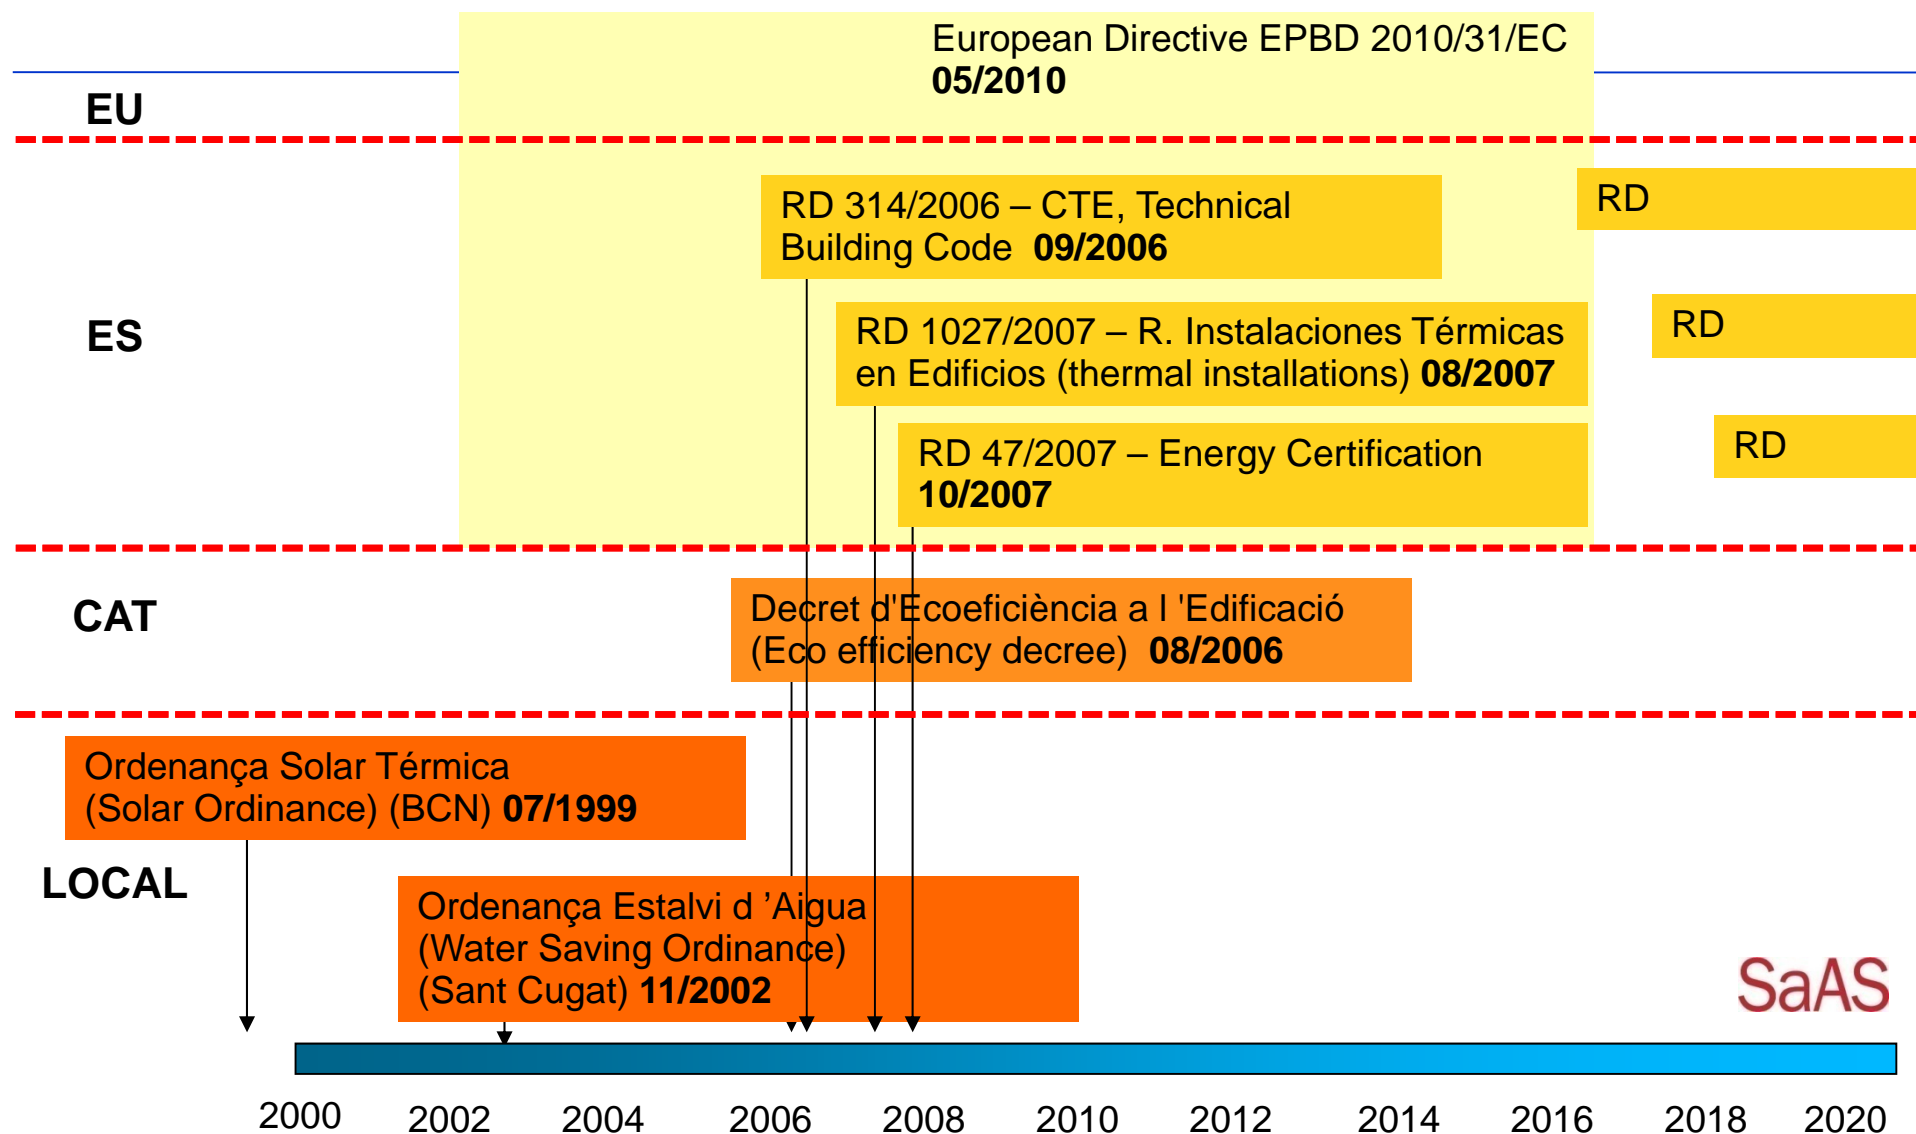 European Directive EPBD 2010/31/EC
05/2010
EU
RD 314/2006 – CTE, Technical
Building Code 09/2006
RD
ES
RD 1027/2007 – R. Instalaciones Térmicas
en Edificios (thermal installations) 08/2007
RD
RD 47/2007 – Energy Certification
10/2007
RD
CAT
Decret d'Ecoeficiència a l 'Edificació
(Eco efficiency decree) 08/2006
Ordenança Solar Térmica
(Solar Ordinance) (BCN) 07/1999
LOCAL
Ordenança Estalvi d ’Aigua
(Water Saving Ordinance)
(Sant Cugat) 11/2002
SaAS
2000 2002 2004 2006 2008 2010 2012 2014 2016 2018 2020